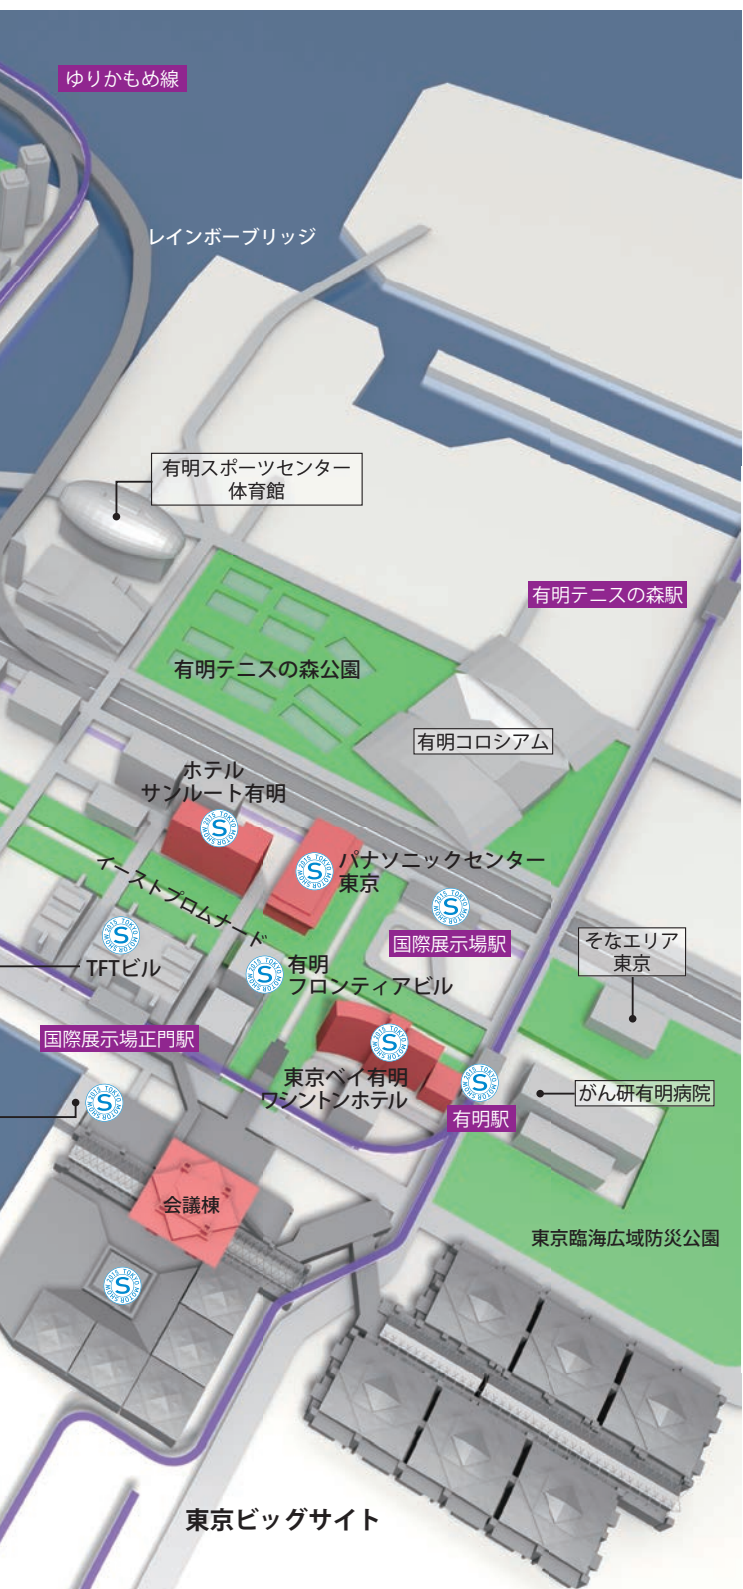 ゆりかもめ線
レインボーブリッジ
有明スポーツセンター
体育館
有明テニスの森駅
有明テニスの森公園
有明コロシアム
ホテル
サンルート有明
S
パナソニックセンター
東京
S
イーストプロムナード
S
国際展示場駅
そなエリア
東京
S
TFTビル
S
有明
フロンティアビル
国際展示場正門駅
S
東京ベイ有明
ワシントンホテル
S
有明駅
がん研有明病院
S
会議棟
東京臨海広域防災公園
S
東京ビッグサイト